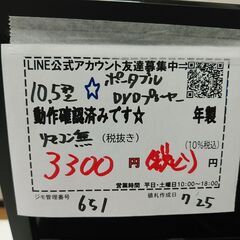 LINE公式アカウント友達募集中→
10.5型 ☆ ポータブル
DVDプレーヤー
動作確認済みです☆ 年製
リモコン無 (税抜き) (10%税込)
3300円 (税込) 円
営業時間 平日・土曜日10:00~18:00
ジモ管理番号 値札作成日
651 7/25